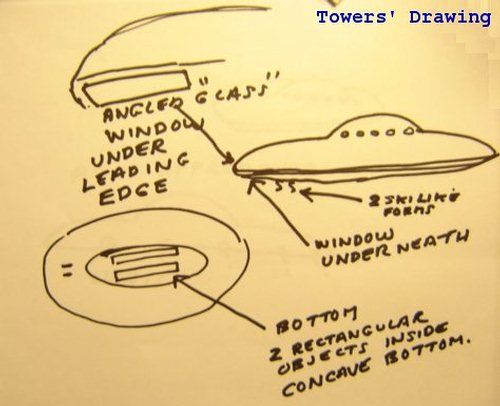 Towers' Drawing
ANGLED "GLASS"
WINDOW
UNDER
LEADING
EDGE
2 SKI LIKE
FORMS
WINDOW
UNDERNEATH
BOTTOM
2 RECTANGULAR
OBJECTS INSIDE
CONCAVE BOTTOM.